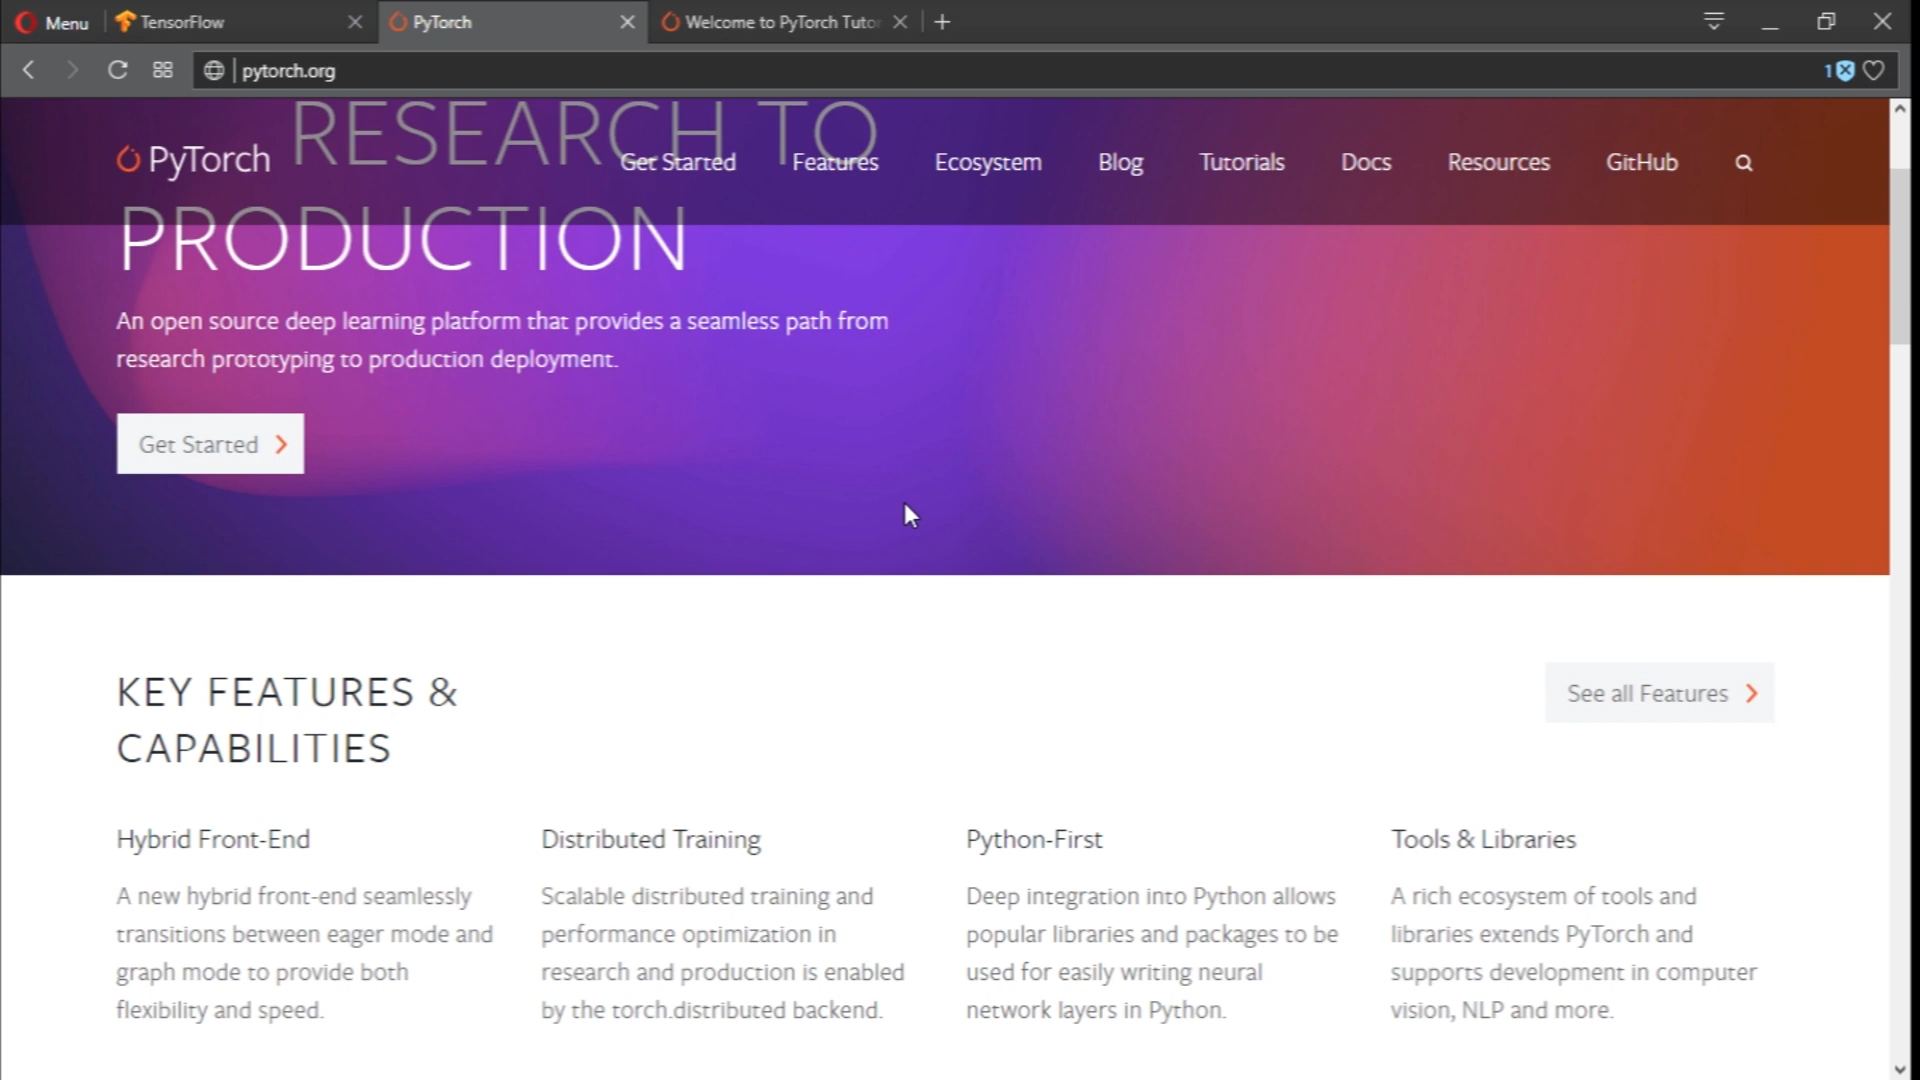 Menu
TensorFlow
PyTorch
Welcome to PyTorch Tutor
pytorch.org
1
RESEARCH TO
PyTorch
Get Started
Features
Ecosystem
Blog
Tutorials
Docs
Resources
GitHub
PRODUCTION
An open source deep learning platform that provides a seamless path from
research prototyping to production deployment.
Get Started
KEY FEATURES &
CAPABILITIES
See all Features
Hybrid Front-End
A new hybrid front-end seamlessly
transitions between eager mode and
graph mode to provide both
flexibility and speed.
Distributed Training
Scalable distributed training and
performance optimization in
research and production is enabled
by the torch.distributed backend.
Python-First
Deep integration into Python allows
popular libraries and packages to be
used for easily writing neural
network layers in Python.
Tools & Libraries
A rich ecosystem of tools and
libraries extends PyTorch and
supports development in computer
vision, NLP and more.